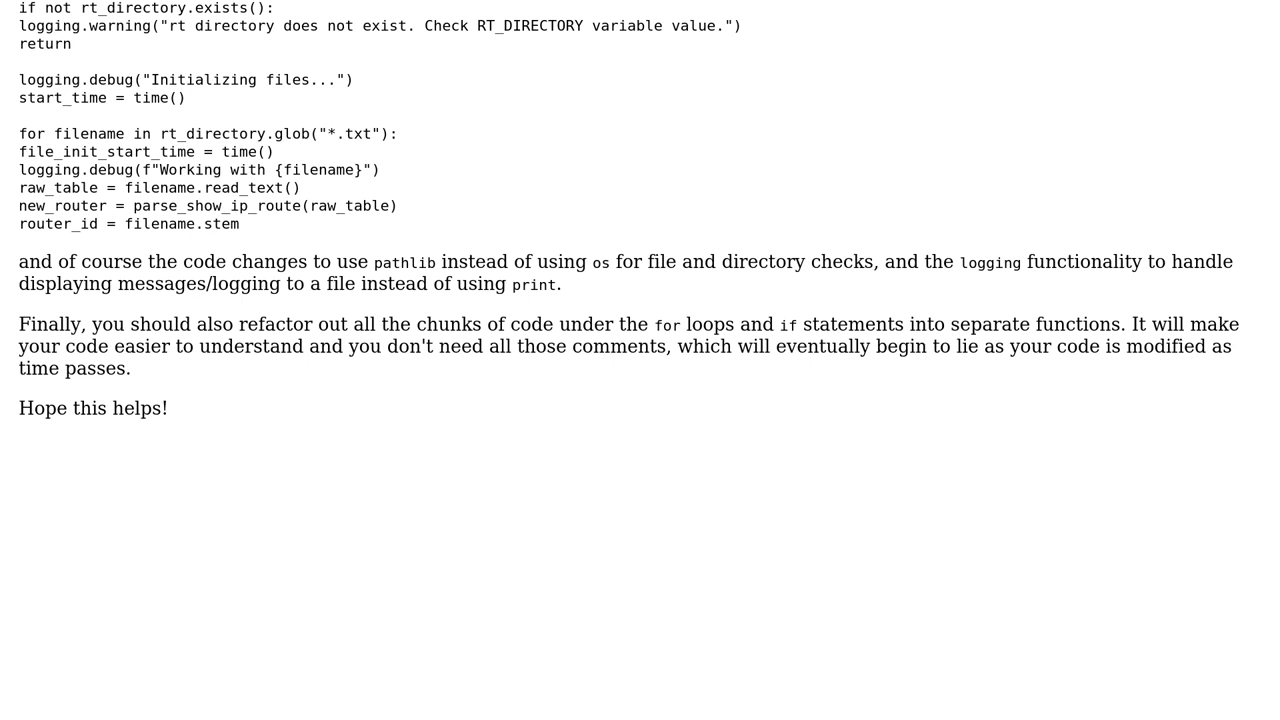 if not rt_directory.exists():
logging.warning("rt directory does not exist. Check RT_DIRECTORY variable value.")
return
logging.debug("Initializing files...")
start_time = time()
for filename in rt_directory.glob("*.txt"):
file_init_start_time = time()
logging.debug(f"Working with {filename}")
raw_table = filename.read_text()
new_router = parse_show_ip_route(raw_table)
router_id = filename.stem
and of course the code changes to use pathlib instead of using os for file and directory checks, and the logging functionality to handle
displaying messages/logging to a file instead of using print.
Finally, you should also refactor out all the chunks of code under the for loops and if statements into separate functions. It will make
your code easier to understand and you don't need all those comments, which will eventually begin to lie as your code is modified as
time passes.
Hope this helps!